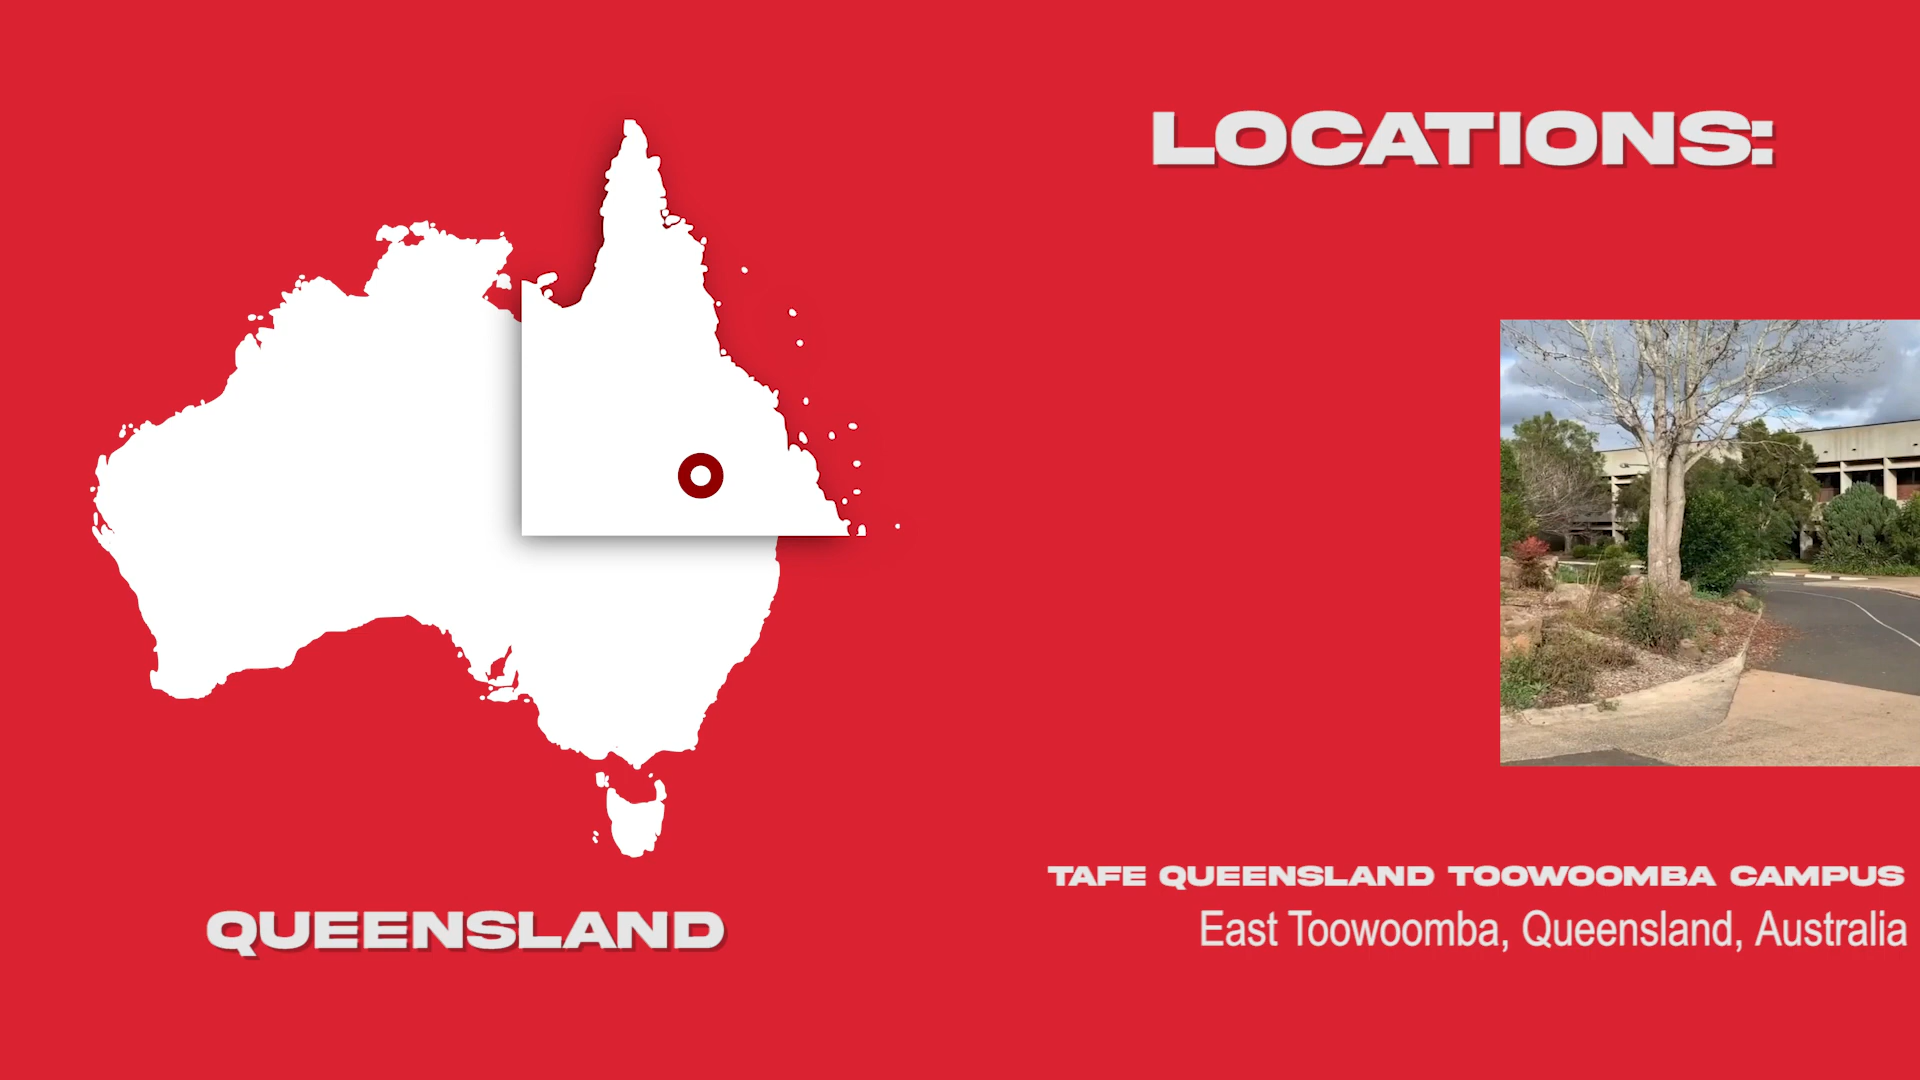 LOCATIONS:
TAFE QUEENSLAND TOOWOOMBA CAMPUS
East Toowoomba, Queensland, Australia
QUEENSLAND